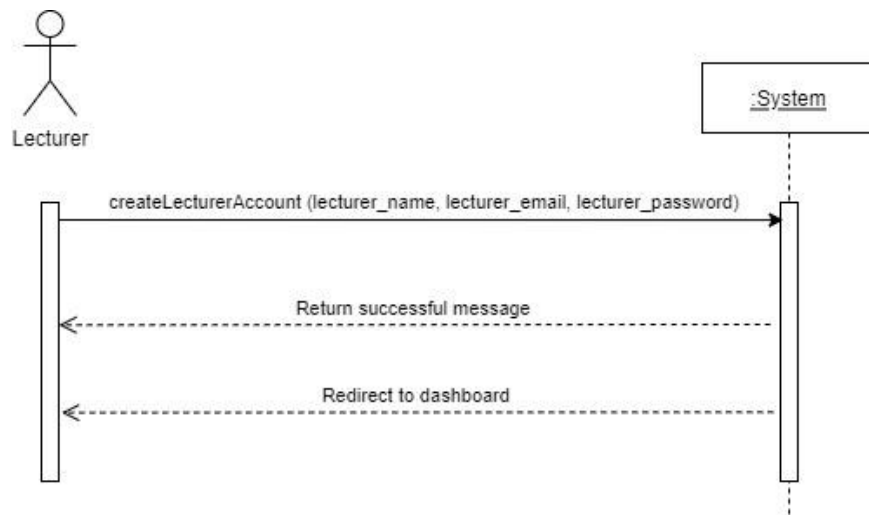 Lecturer
:System
createLecturerAccount (lecturer_name, lecturer_email, lecturer_password)
Return successful message
Redirect to dashboard